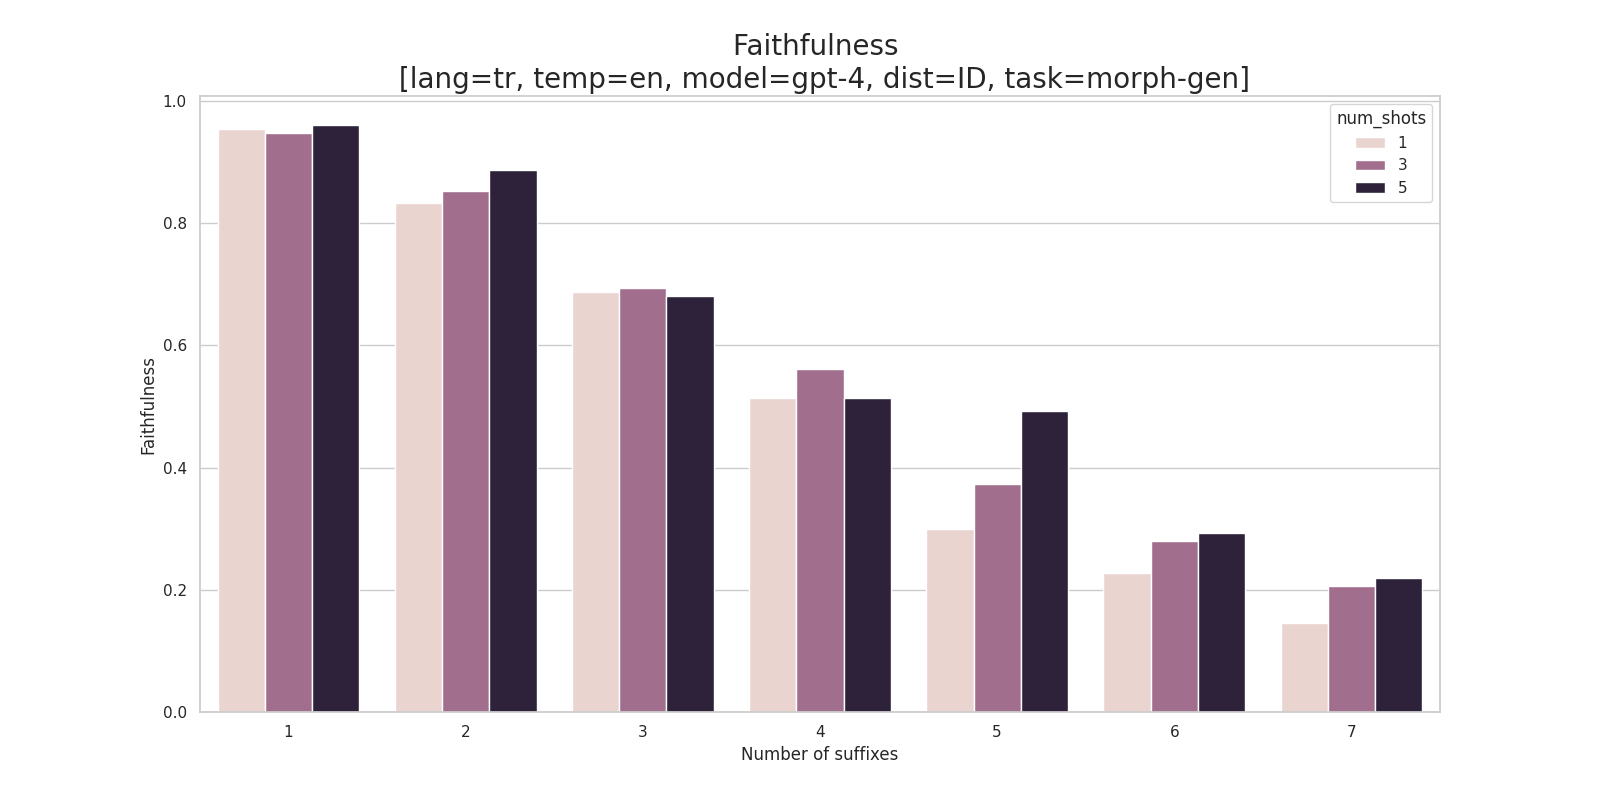 Faithfulness
[lang=tr, temp=en, model=gpt-4, dist=ID, task=morph-gen]
num_shots
1
3
5
1.0
0.8
0.6
0.4
0.2
0.0
Faithfulness
1 2 3 4 5 6 7
Number of suffixes